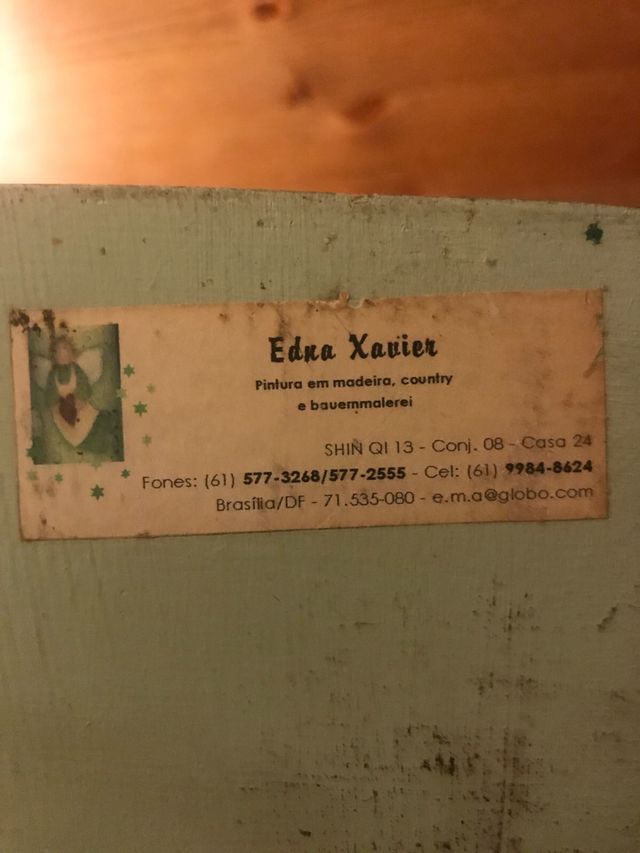 Edna Xavier
Pintura em madeira, country
e bauernmalerei
SHIN QI 13 - Conj. 08 - Casa 24
Fones: (61) 577-3268/577-2555 - Cel: (61) 9984-8624
Brasília/DF - 71.535-080 - e.m.a@globo.com